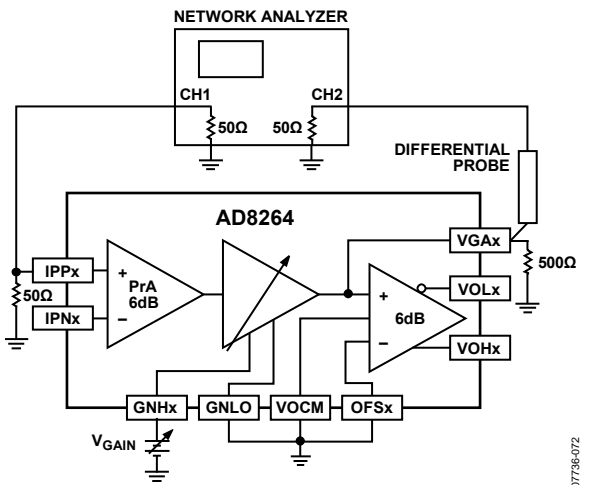 NETWORK ANALYZER
CH1
CH2
50Ω
50Ω
DIFFERENTIAL
PROBE
AD8264
VGAx
500Ω
IPPx
+
PrA
6dB
–
50Ω
IPNx
+
6dB
–
VOLx
VOHx
GNHx
GNLO
VOCM
OFSx
VGAIN
07736-072